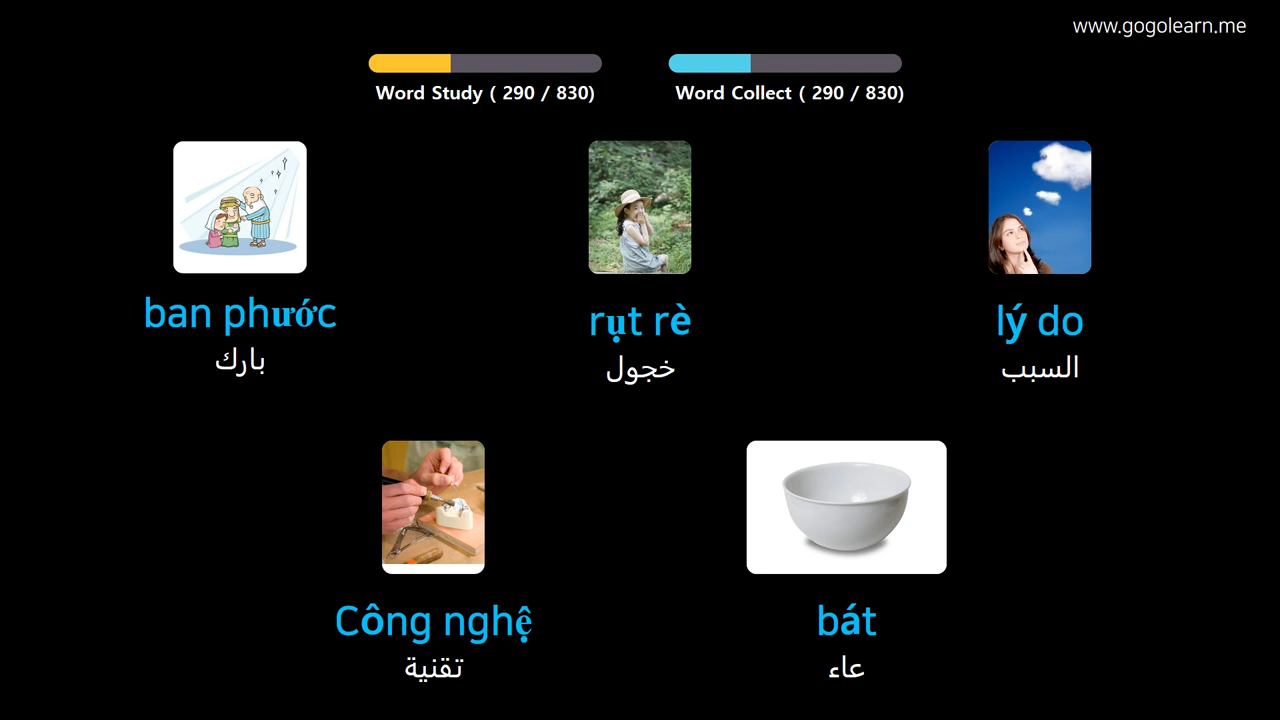 www.gogolearn.me
Word Study ( 290 / 830)
Word Collect ( 290 / 830)
ban phước
بارك
rụt rè
خجول
lý do
السبب
Công nghệ
تقنية
bát
عاء